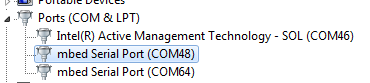 Portable Devices
Ports (COM & LPT)
Intel(R) Active Management Technology - SOL (COM46)
mbed Serial Port (COM48)
mbed Serial Port (COM64)